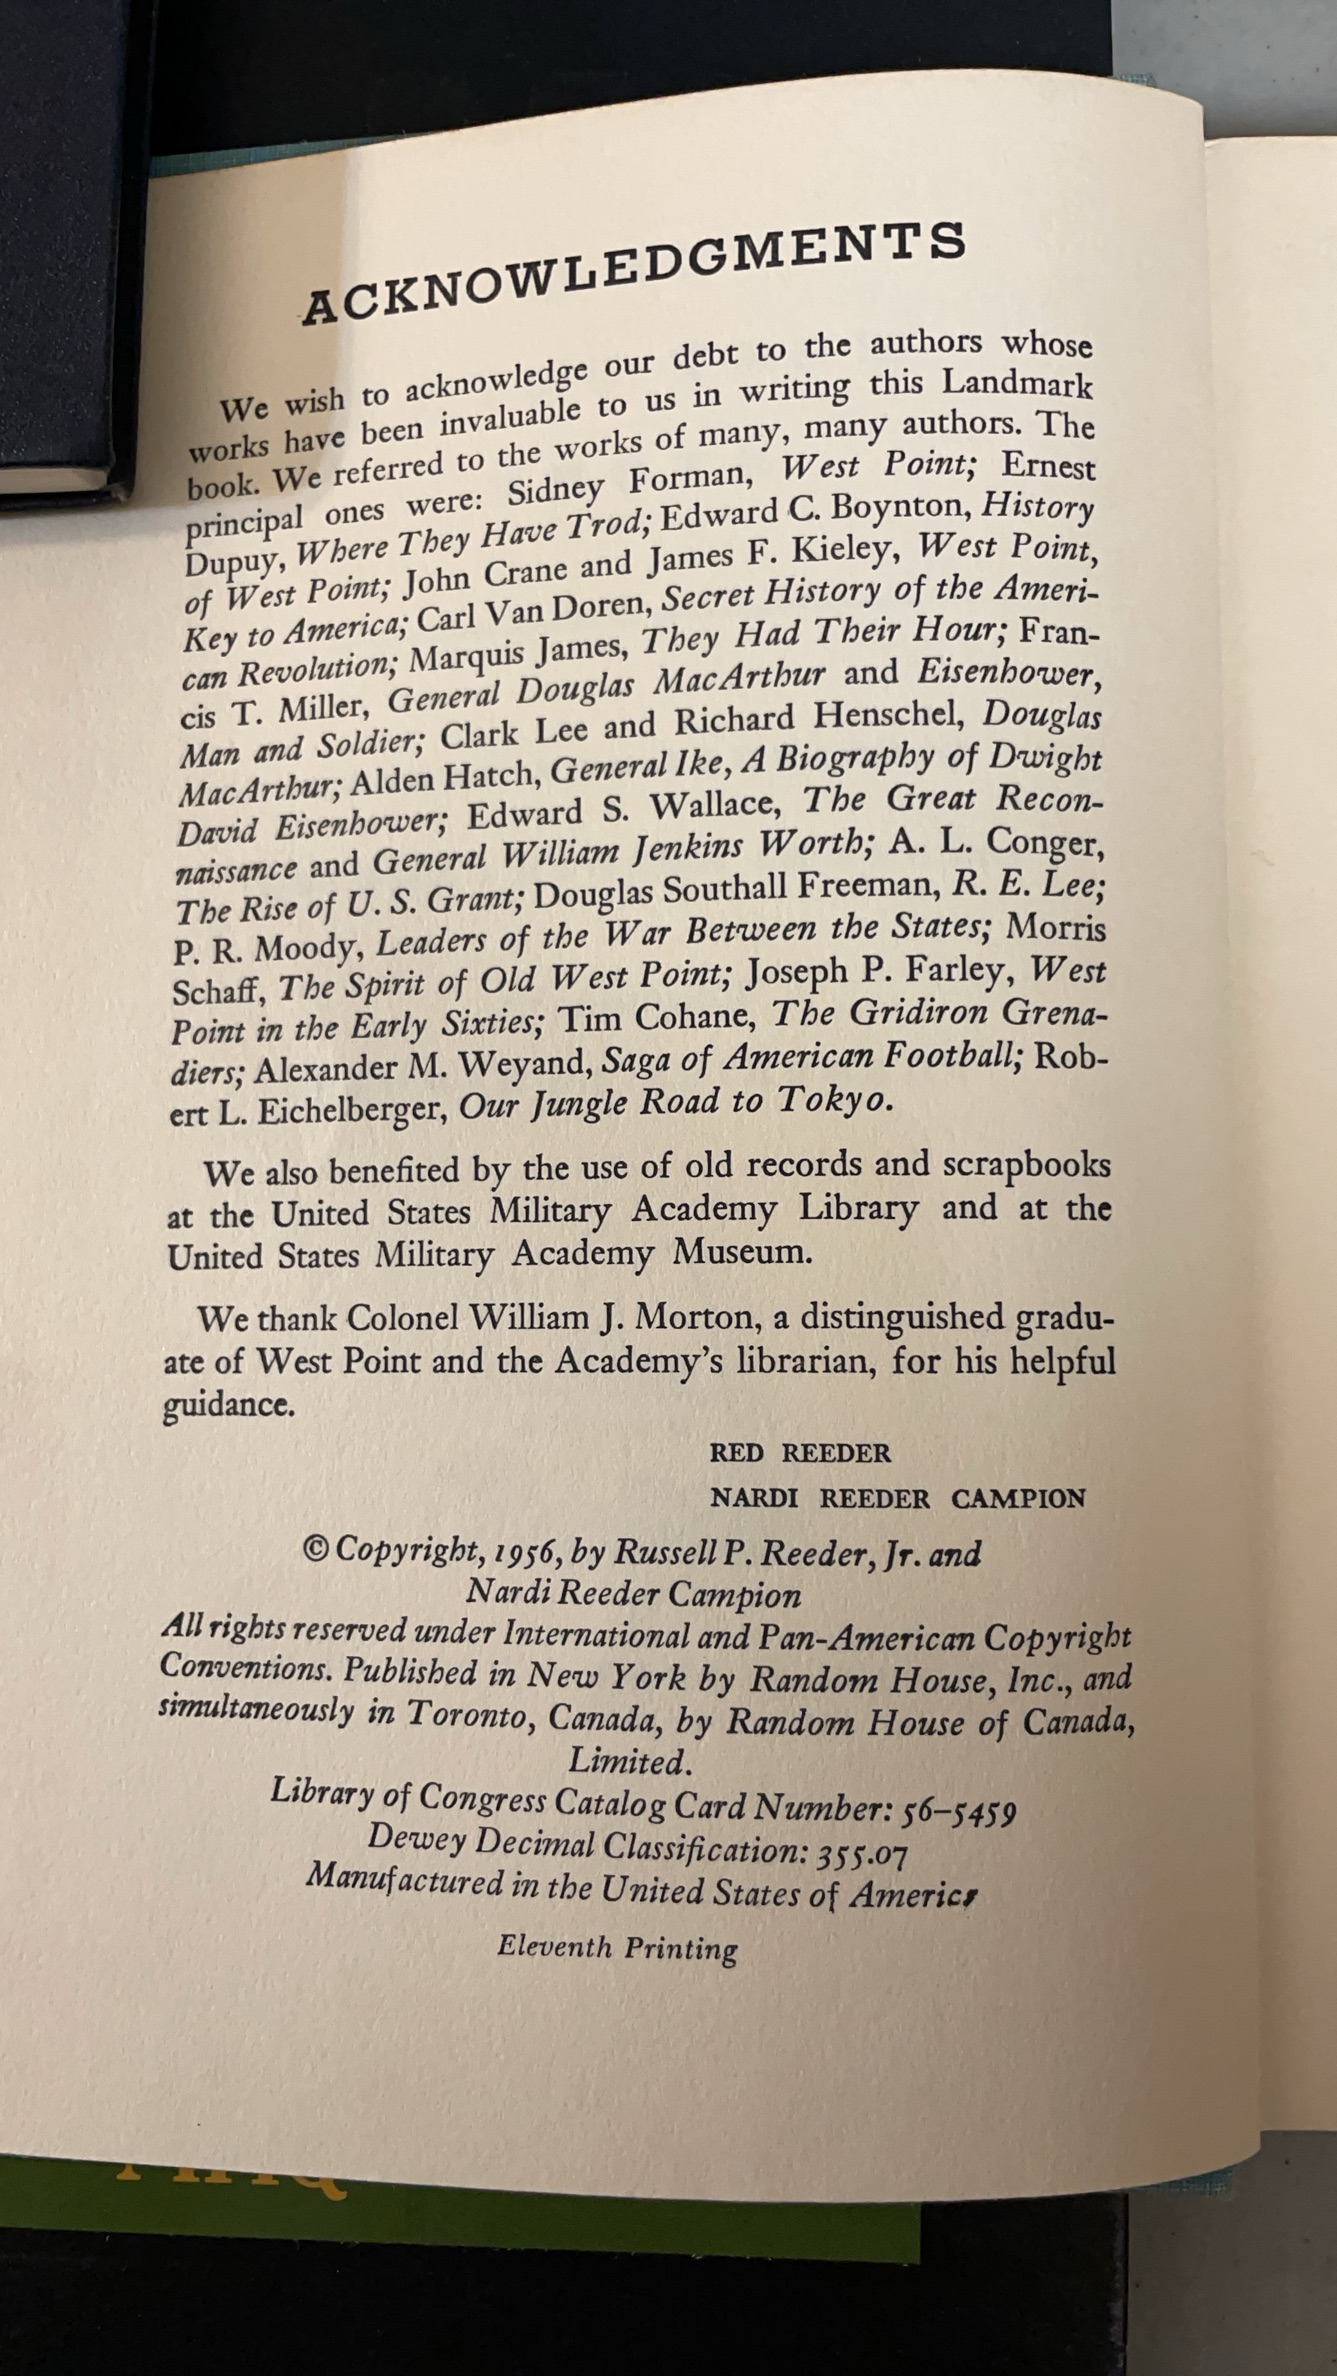 ACKNOWLEDGMENTS
We wish to acknowledge our debt to the authors whose
works have been invaluable to us in writing this Landmark
book. We referred to the works of many, many authors. The
principal ones were: Sidney Forman, West Point; Ernest
Dupuy, Where They Have Trod; Edward C. Boynton, History
of West Point; John Crane and James F. Kieley, West Point,
Key to America; Carl Van Doren, Secret History of the Ameri-
can Revolution; Marquis James, They Had Their Hour; Fran-
cis T. Miller, General Douglas MacArthur and Eisenhower,
Man and Soldier; Clark Lee and Richard Henschel, Douglas
MacArthur; Alden Hatch, General Ike, A Biography of Dwight
David Eisenhower; Edward S. Wallace, The Great Recon-
naissance and General William Jenkins Worth; A. L. Conger,
The Rise of U. S. Grant; Douglas Southall Freeman, R. E. Lee;
P. R. Moody, Leaders of the War Between the States; Morris
Schaff, The Spirit of Old West Point; Joseph P. Farley, West
Point in the Early Sixties; Tim Cohane, The Gridiron Grena-
diers; Alexander M. Weyand, Saga of American Football; Rob-
ert L. Eichelberger, Our Jungle Road to Tokyo.
We also benefited by the use of old records and scrapbooks
at the United States Military Academy Library and at the
United States Military Academy Museum.
We thank Colonel William J. Morton, a distinguished gradu-
ate of West Point and the Academy's librarian, for his helpful
guidance.
RED REEDER
NARDI REEDER CAMPION
© Copyright, 1956, by Russell P. Reeder, Jr. and
Nardi Reeder Campion
All rights reserved under International and Pan-American Copyright
Conventions. Published in New York by Random House, Inc., and
simultaneously in Toronto, Canada, by Random House of Canada,
Limited.
Library of Congress Catalog Card Number: 56–5459
Dewey Decimal Classification: 355.07
Manufactured in the United States of America
Eleventh Printing